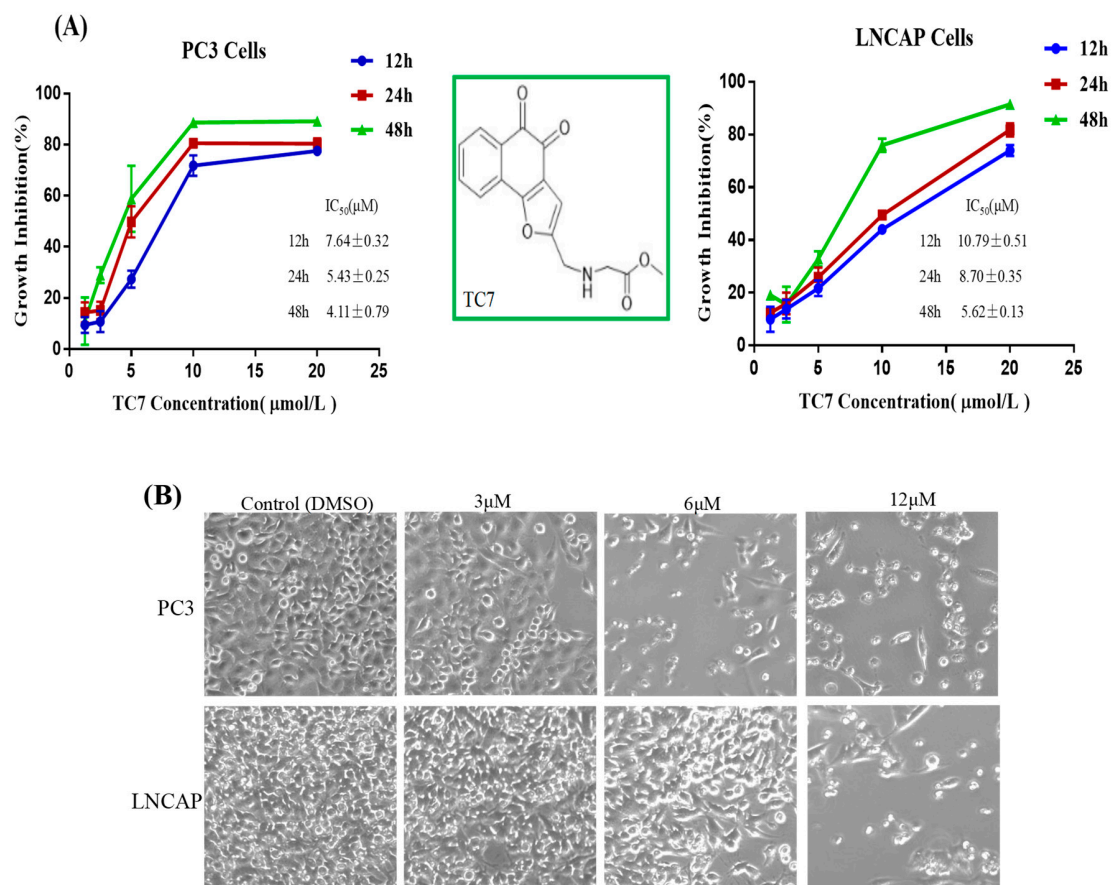 (A)
PC3 Cells
12h
24h
48h
100
80
60
40
20
0
0 5 10 15 20 25
Growth Inhibition(%)
TC7 Concentration( μmol/L )
IC50(μM)
12h 7.64±0.32
24h 5.43±0.25
48h 4.11±0.79
O
O
O
N
H
O
O
TC7
LNCAP Cells
12h
24h
48h
100
80
60
40
20
0
0 5 10 15 20 25
Growth Inhibition(%)
TC7 Concentration( μmol/L )
IC50(μM)
12h 10.79±0.51
24h 8.70±0.35
48h 5.62±0.13
(B)
Control (DMSO) 3μM 6μM 12μM
PC3
LNCAP